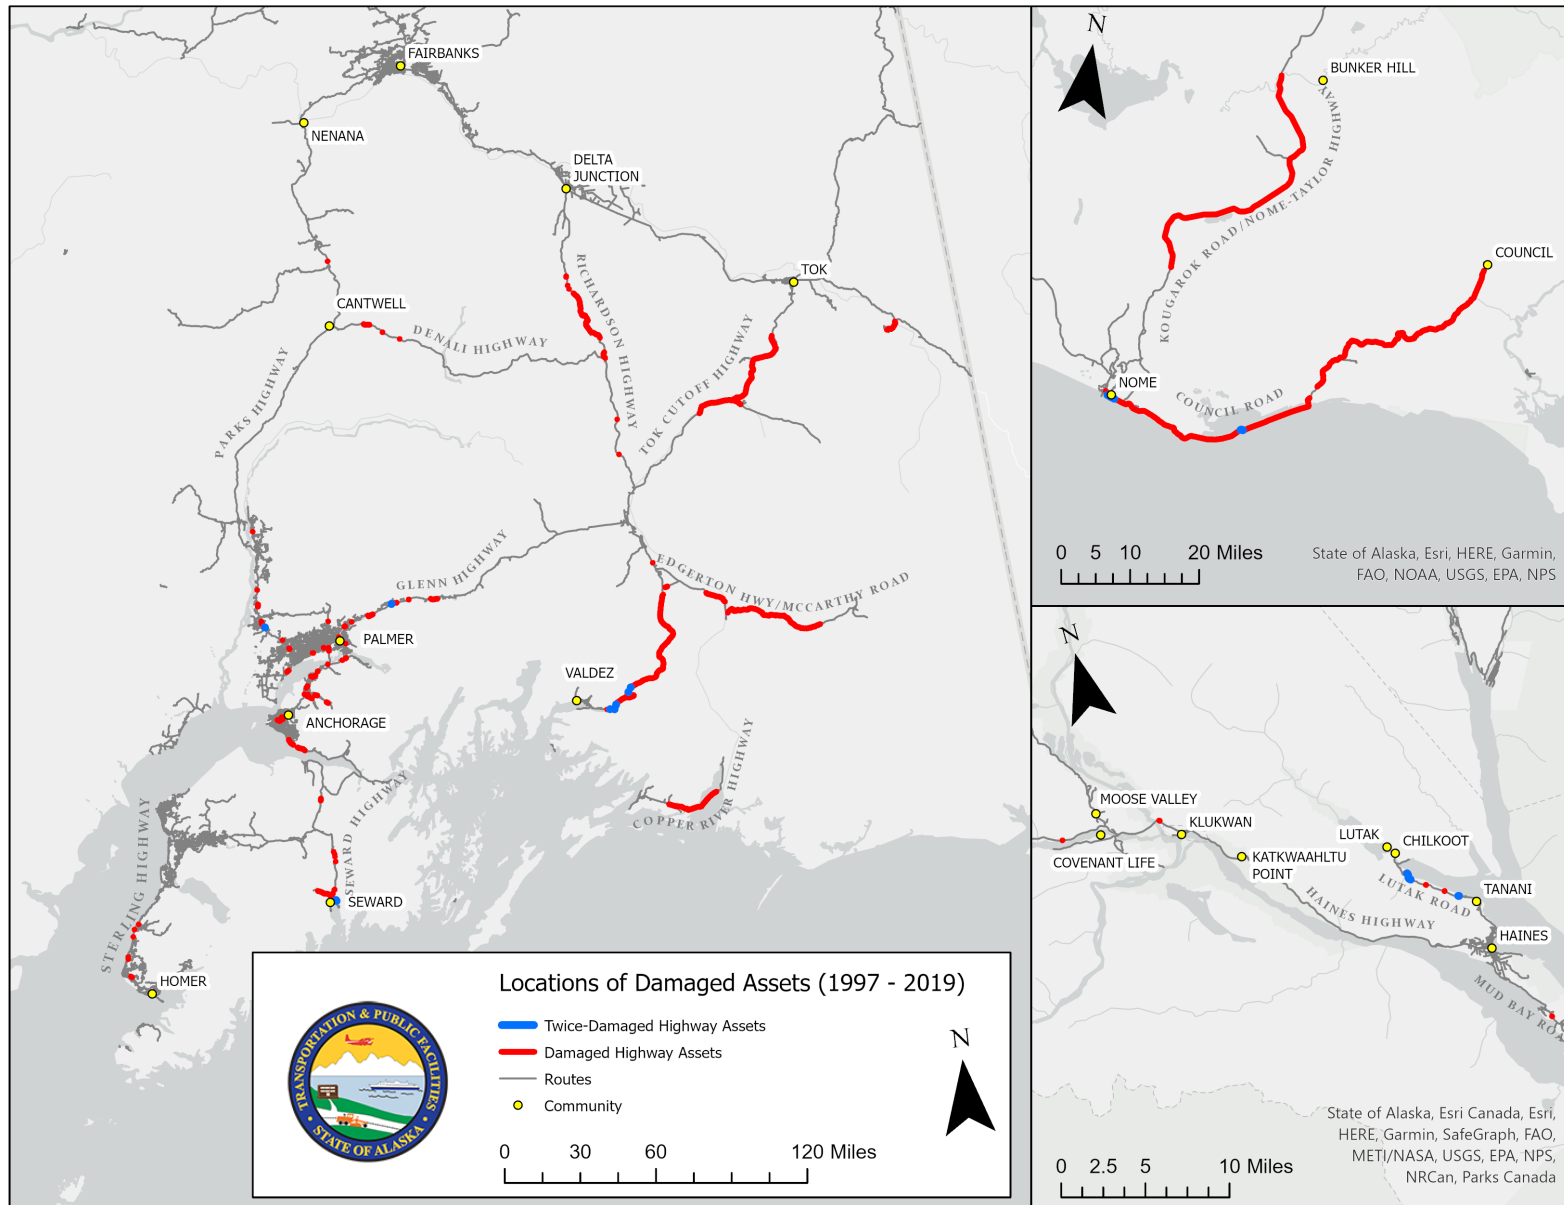 FAIRBANKS
NENANA
DELTA
JUNCTION
TOK
CANTWELL
DENALI HIGHWAY
RICHARDSON HIGHWAY
TOK CUTOFF HIGHWAY
PARKS HIGHWAY
GLENN HIGHWAY
EDGERTON HWY/MCCARTHY ROAD
PALMER
VALDEZ
ANCHORAGE
COPPER RIVER HIGHWAY
SEWARD HIGHWAY
STERLING HIGHWAY
SEWARD
HOMER
Locations of Damaged Assets (1997 - 2019)
Twice-Damaged Highway Assets
Damaged Highway Assets
Routes
Community
0 30 60 120 Miles
N
TRANSPORTATION & PUBLIC FACILITIES
STATE OF ALASKA
N
BUNKER HILL
KOUGAROK ROAD/NOME-TAYLOR HIGHWAY
COUNCIL
NOME
COUNCIL ROAD
0 5 10 20 Miles
State of Alaska, Esri, HERE, Garmin,
FAO, NOAA, USGS, EPA, NPS
N
MOOSE VALLEY
KLUKWAN
COVENANT LIFE
KATKWAAHLTU
POINT
LUTAK
CHILKOOT
LUTAK ROAD
TANANI
HAINES HIGHWAY
HAINES
MUD BAY ROA
State of Alaska, Esri Canada, Esri,
HERE, Garmin, SafeGraph, FAO,
METI/NASA, USGS, EPA, NPS,
NRCan, Parks Canada
0 2.5 5 10 Miles